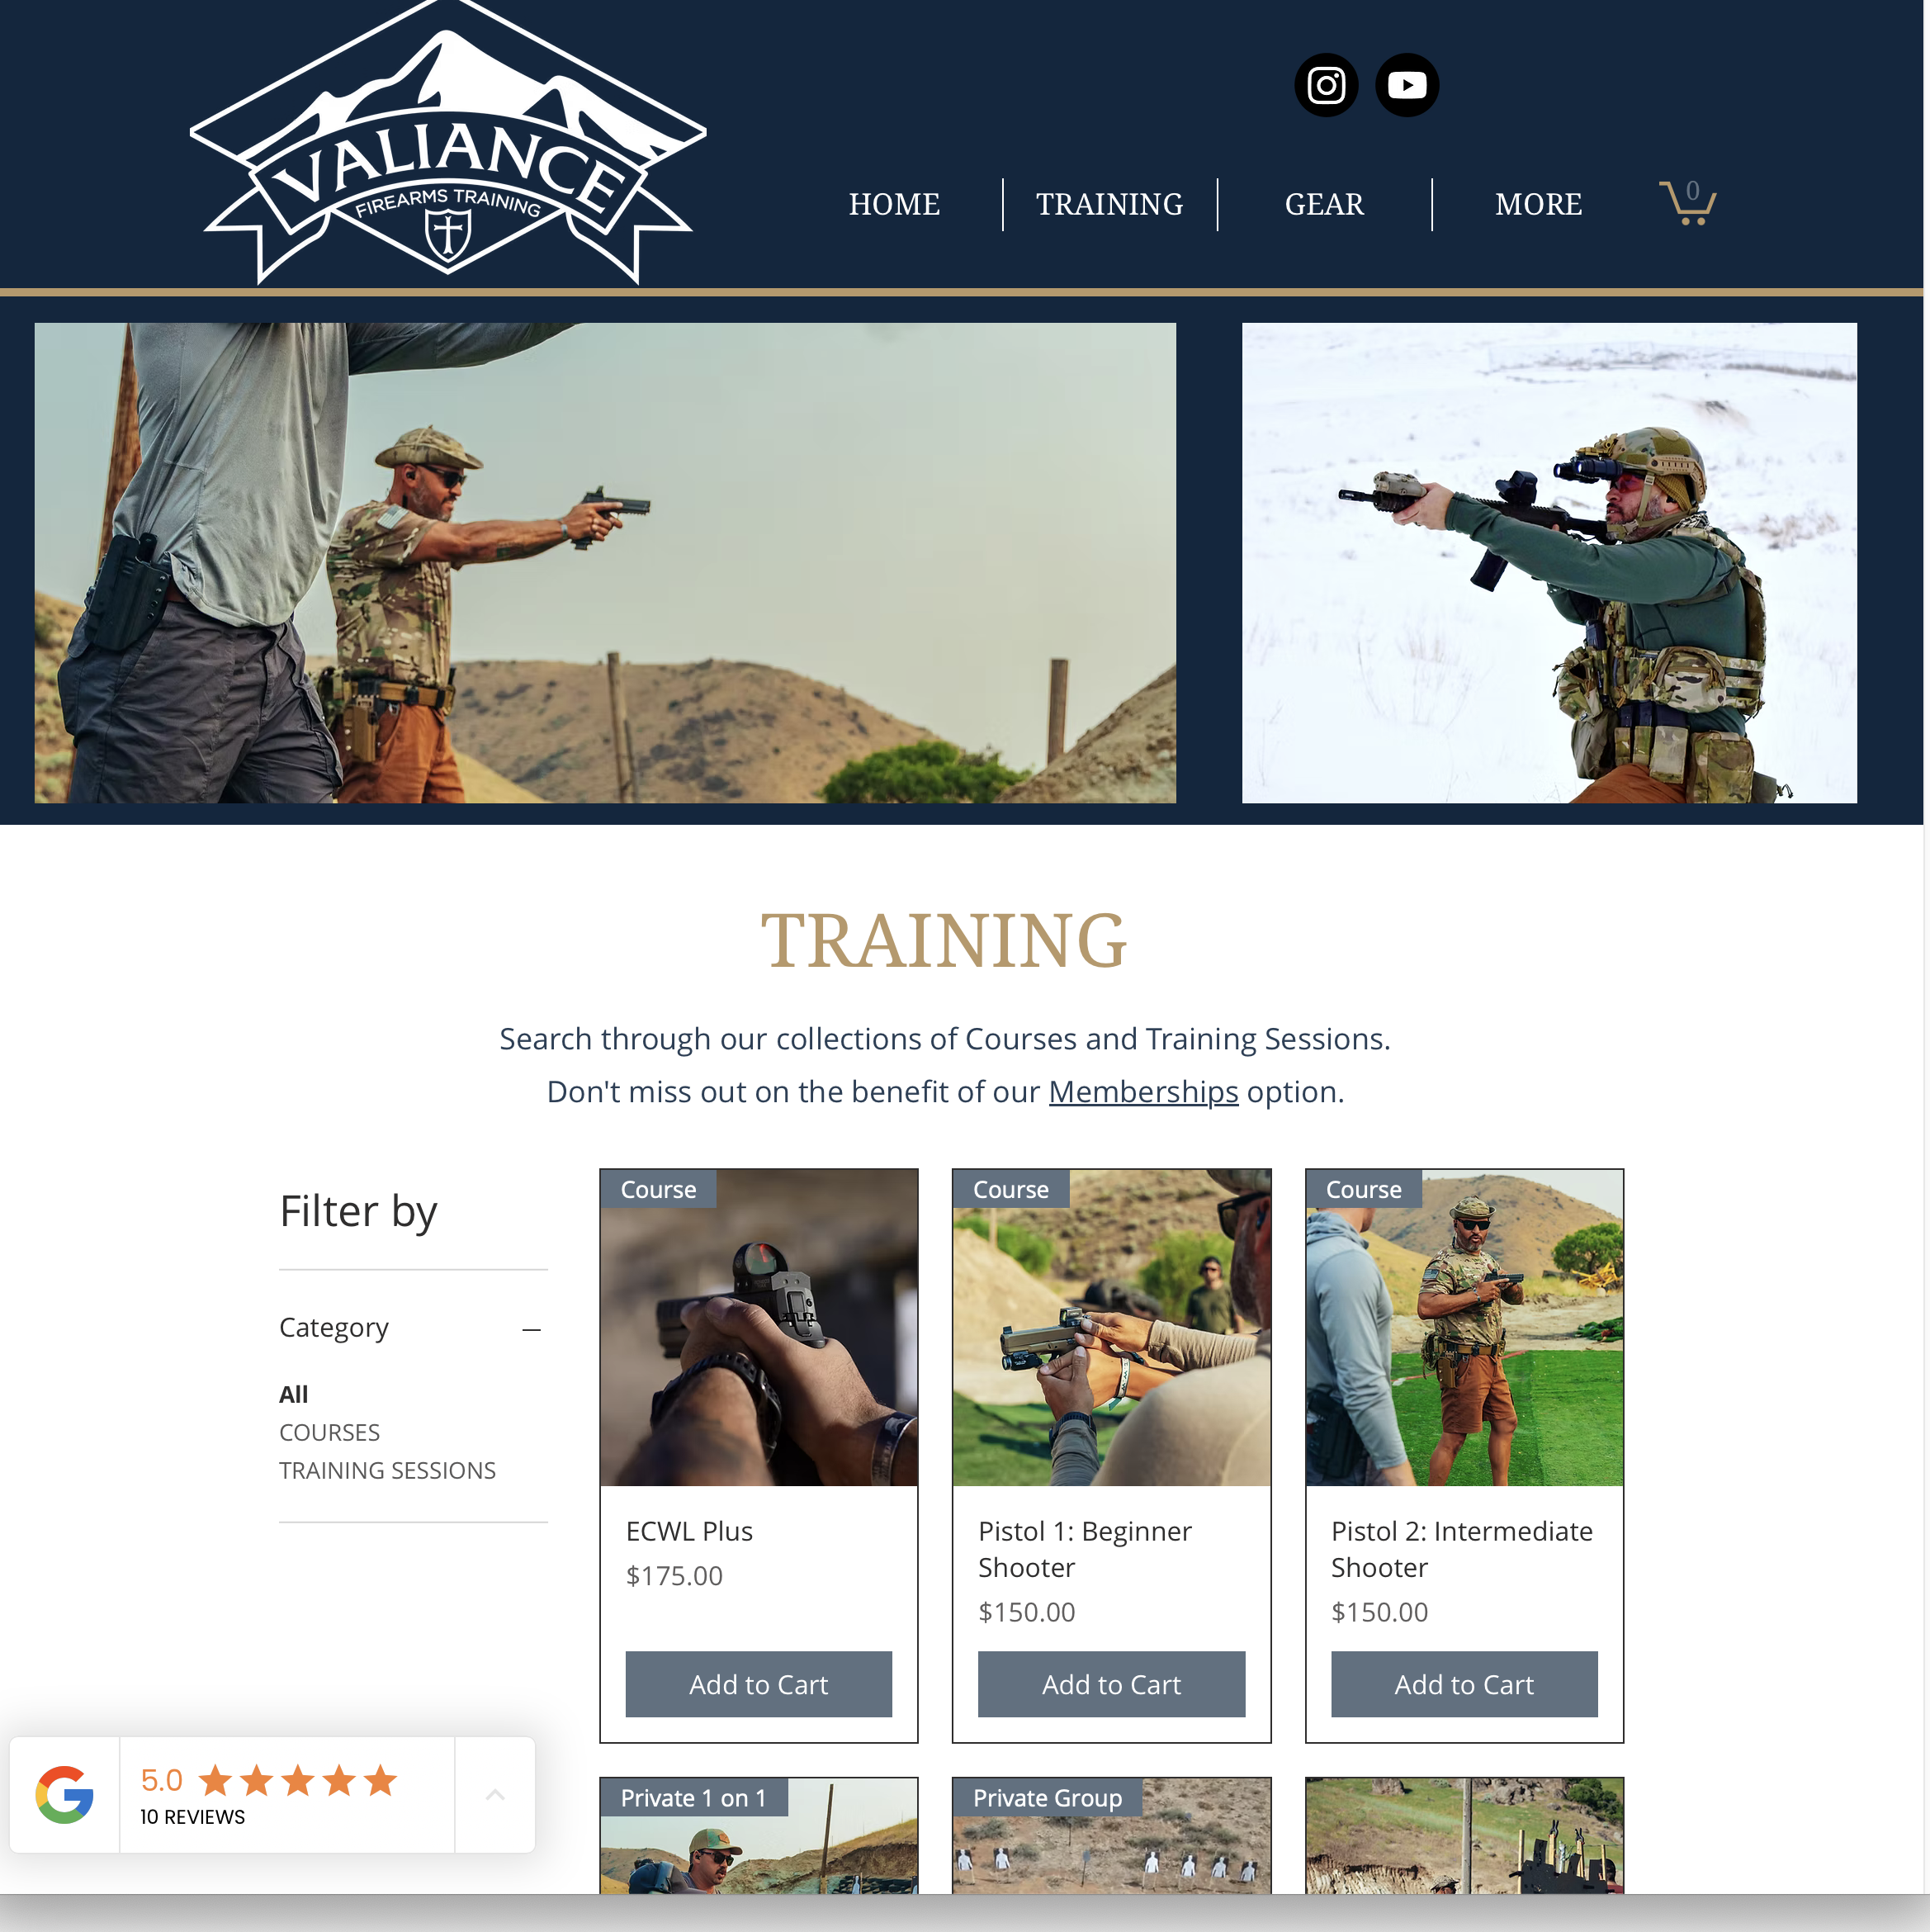 VALIANCE
FIREARMS TRAINING
HOME
TRAINING
GEAR
MORE
0
TRAINING
Search through our collections of Courses and Training Sessions.
Don't miss out on the benefit of our Memberships option.
Filter by
Category
All
COURSES
TRAINING SESSIONS
Course
ECWL Plus
$175.00
Add to Cart
Course
Pistol 1: Beginner
Shooter
$150.00
Add to Cart
Course
Pistol 2: Intermediate
Shooter
$150.00
Add to Cart
Private 1 on 1
Private Group
5.0
10 REVIEWS